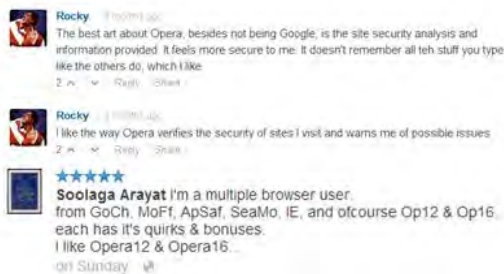 Rocky a month ago
The best art about Opera, besides not being Google, is the site security analysis and
information provided. It feels more secure to me. It doesn't remember all teh stuff you type
like the others do, which I like
2 Reply Share
Rocky a month ago
I like the way Opera verifies the security of sites I visit and warns me of possible issues
2 Reply Share
Soolaga Arayat I'm a multiple browser user.
from GoCh, MoFf, ApSaf, SeaMo, IE, and ofcourse Op12 & Op16.
each has it's quirks & bonuses.
I like Opera12 & Opera16...
on Sunday